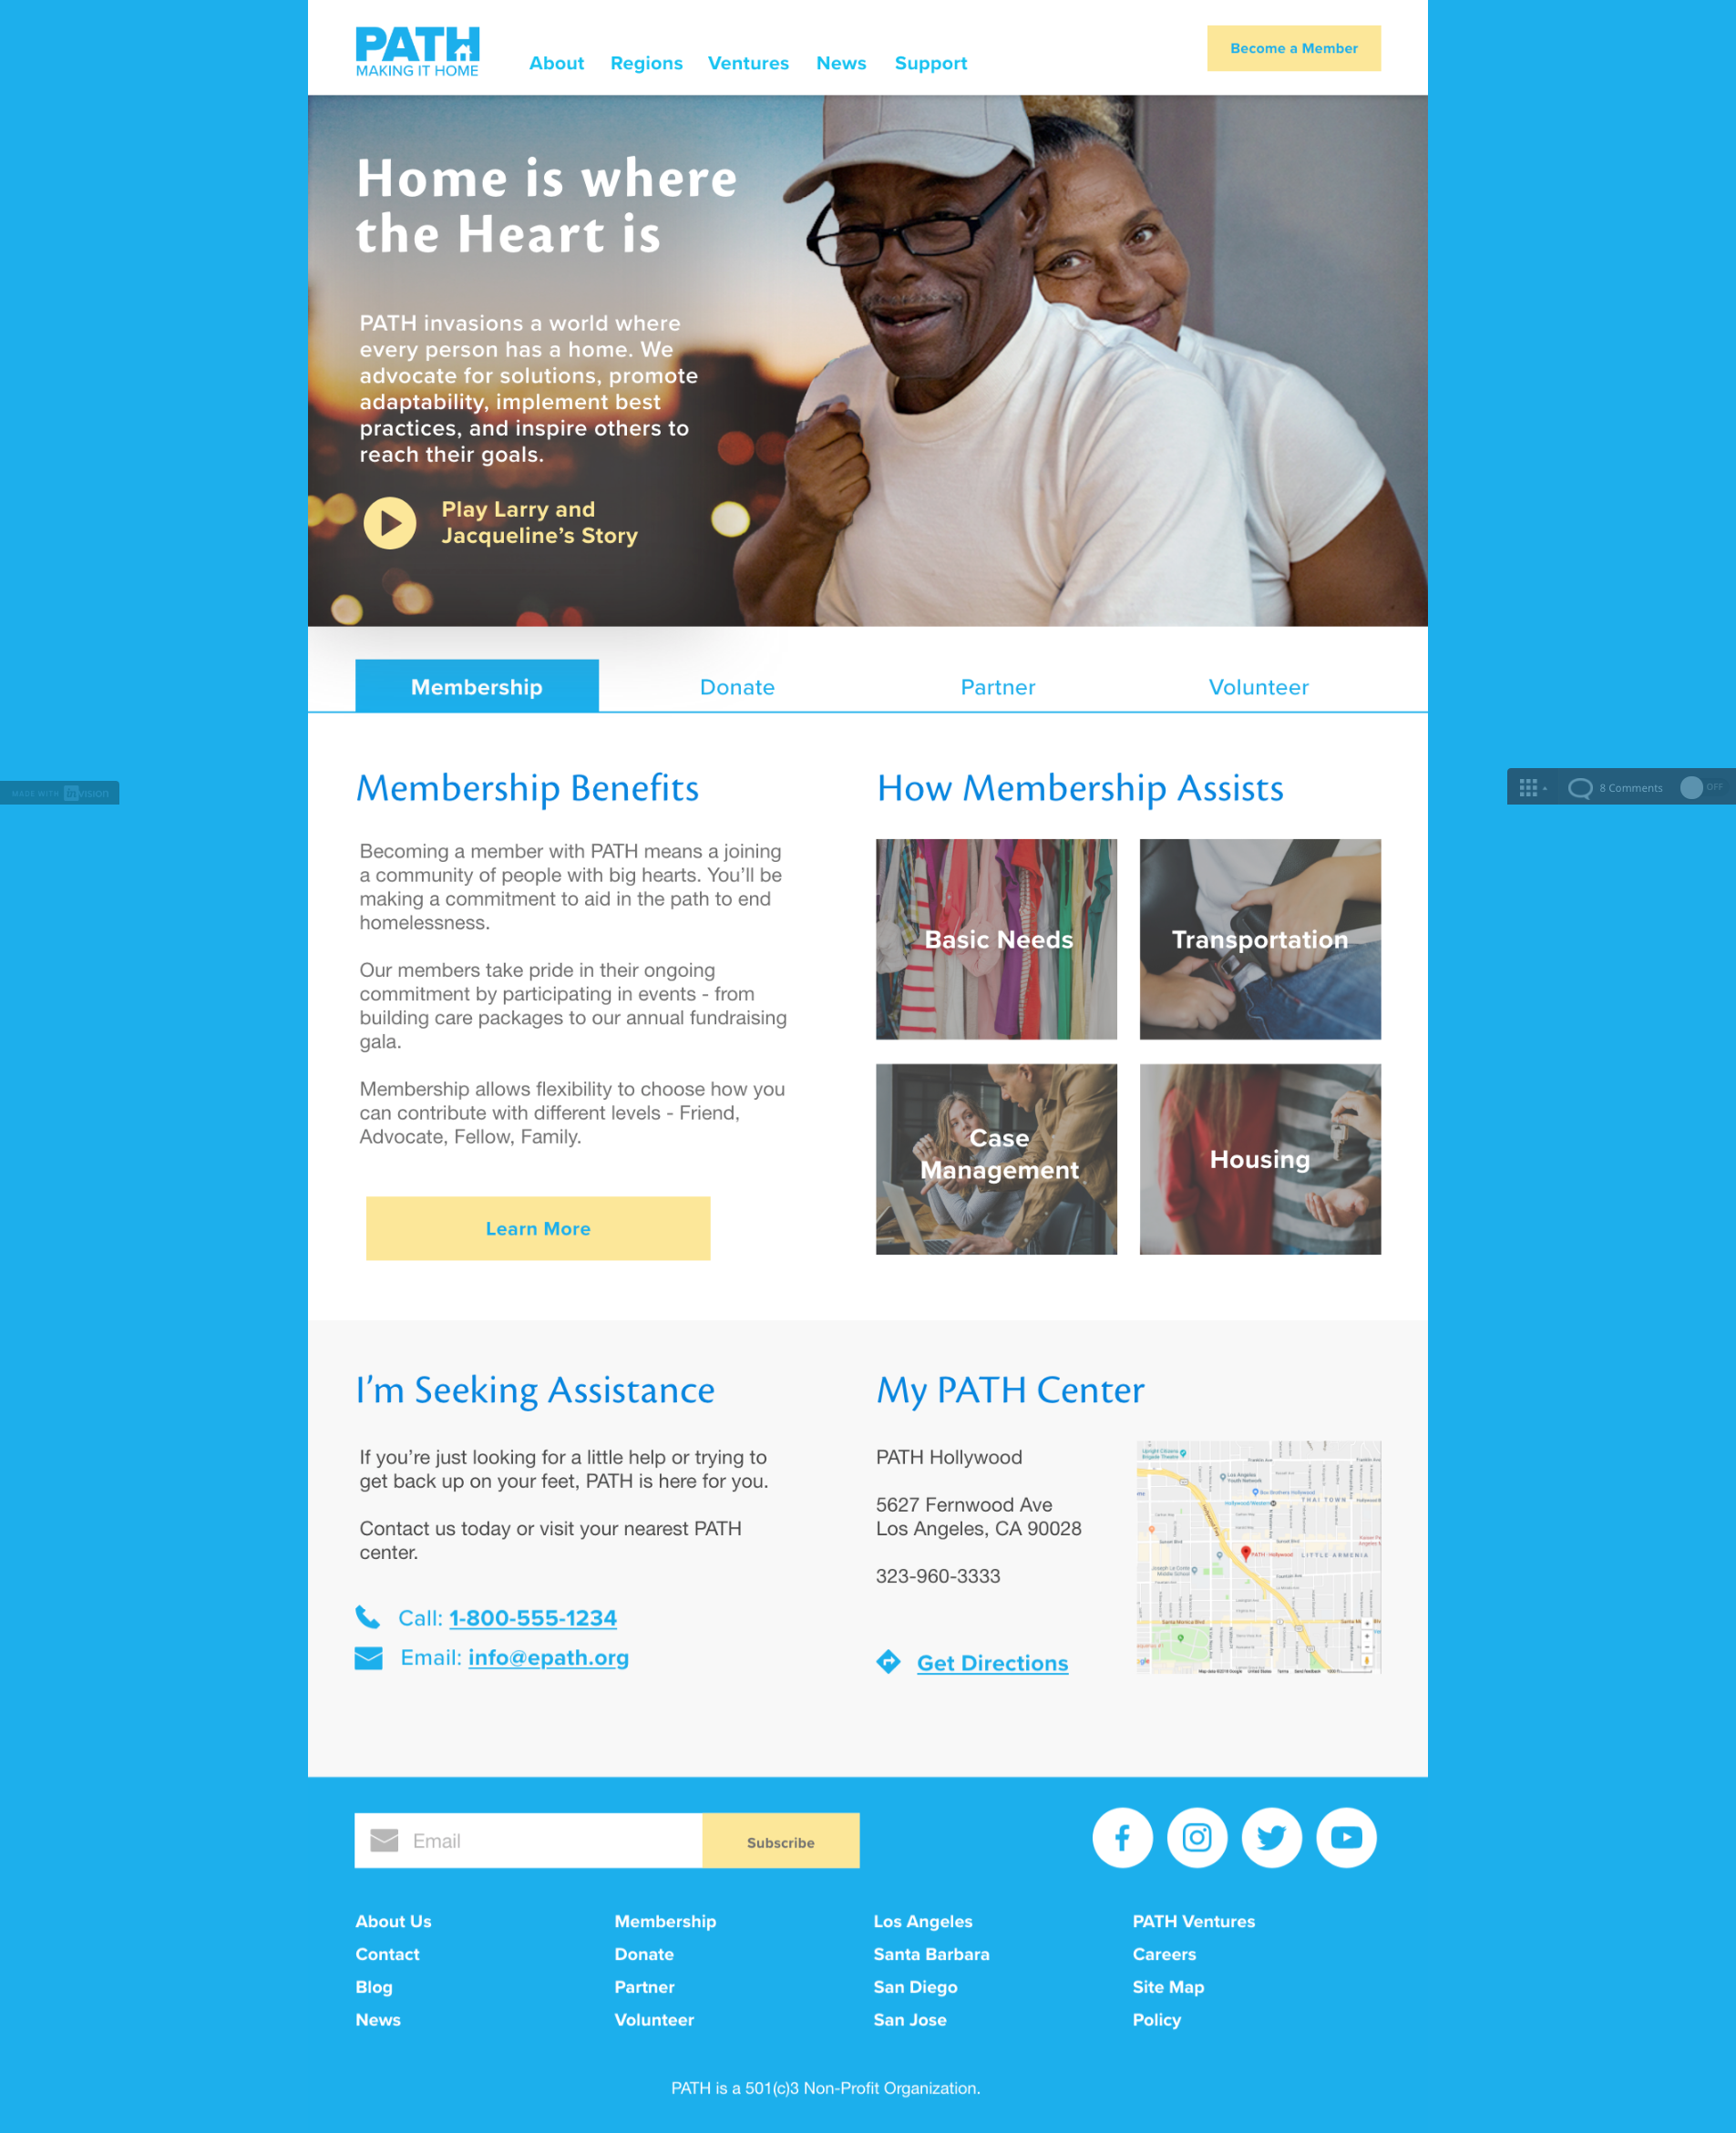 PATH
MAKING IT HOME
About Regions Ventures News Support
Become a Member
Home is where
the Heart is
PATH invasions a world where
every person has a home. We
advocate for solutions, promote
adaptability, implement best
practices, and inspire others to
reach their goals.
Play Larry and
Jacqueline’s Story
Membership Donate Partner Volunteer
Membership Benefits
Becoming a member with PATH means a joining
a community of people with big hearts. You’ll be
making a commitment to aid in the path to end
homelessness.
Our members take pride in their ongoing
commitment by participating in events - from
building care packages to our annual fundraising
gala.
Membership allows flexibility to choose how you
can contribute with different levels - Friend,
Advocate, Fellow, Family.
Learn More
How Membership Assists
Basic Needs
Transportation
Case
Management
Housing
MADE WITH invision
8 Comments OFF
I’m Seeking Assistance
If you’re just looking for a little help or trying to
get back up on your feet, PATH is here for you.
Contact us today or visit your nearest PATH
center.
Call: 1-800-555-1234
Email: info@epath.org
My PATH Center
PATH Hollywood
5627 Fernwood Ave
Los Angeles, CA 90028
323-960-3333
Get Directions
THAI TOWN
LITTLE ARMENIA
PATH Hollywood
Email
Subscribe
About Us Membership Los Angeles PATH Ventures
Contact Donate Santa Barbara Careers
Blog Partner San Diego Site Map
News Volunteer San Jose Policy
PATH is a 501(c)3 Non-Profit Organization.